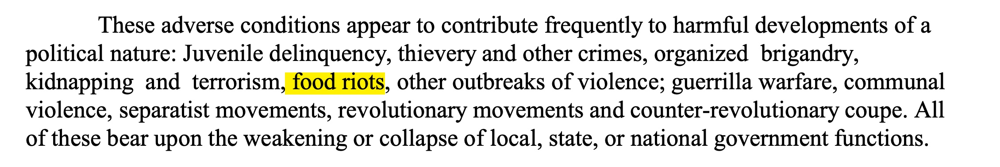 These adverse conditions appear to contribute frequently to harmful developments of a
political nature: Juvenile delinquency, thievery and other crimes, organized brigandry,
kidnapping and terrorism, food riots, other outbreaks of violence; guerrilla warfare, communal
violence, separatist movements, revolutionary movements and counter-revolutionary coupe. All
of these bear upon the weakening or collapse of local, state, or national government functions.